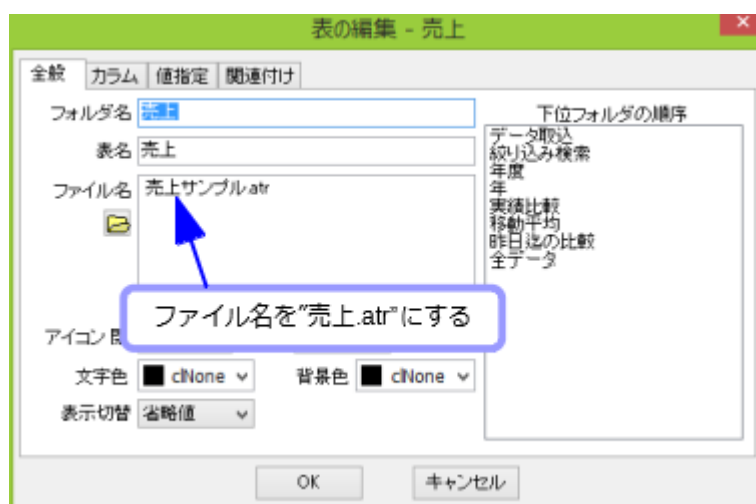 表の編集 - 売上
全般 カラム 値指定 関連付け
フォルダ名 売上
表名 売上
ファイル名 売上サンプル.atr
下位フォルダの順序
データ取込
絞り込み検索
年度
年
実績比較
移動平均
昨日迄の比較
全データ
ファイル名を"売上.atr"にする
アイコン
文字色 clNone
背景色 clNone
表示切替 省略値
OK キャンセル